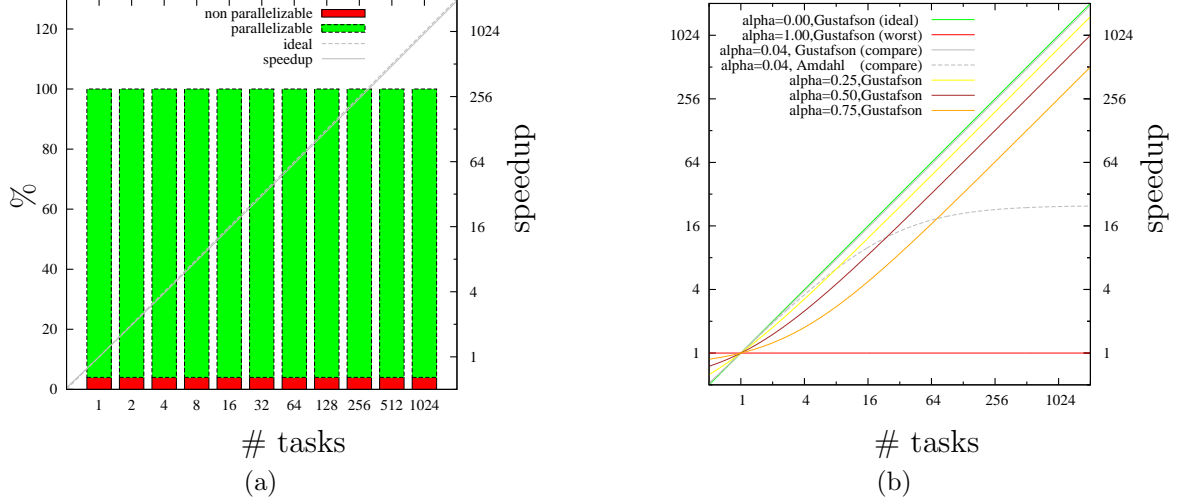 non parallelizable
parallelizable
ideal
speedup
120
100
80
60
40
20
0
%
1024
256
64
16
4
1
speedup
1 2 4 8 16 32 64 128 256 512 1024
# tasks
(a)
alpha=0.00,Gustafson (ideal)
alpha=1.00,Gustafson (worst)
alpha=0.04, Gustafson (compare)
alpha=0.04, Amdahl (compare)
alpha=0.25,Gustafson
alpha=0.50,Gustafson
alpha=0.75,Gustafson
1024
256
64
16
4
1
1024
256
64
16
4
1
speedup
1 4 16 64 256 1024
# tasks
(b)